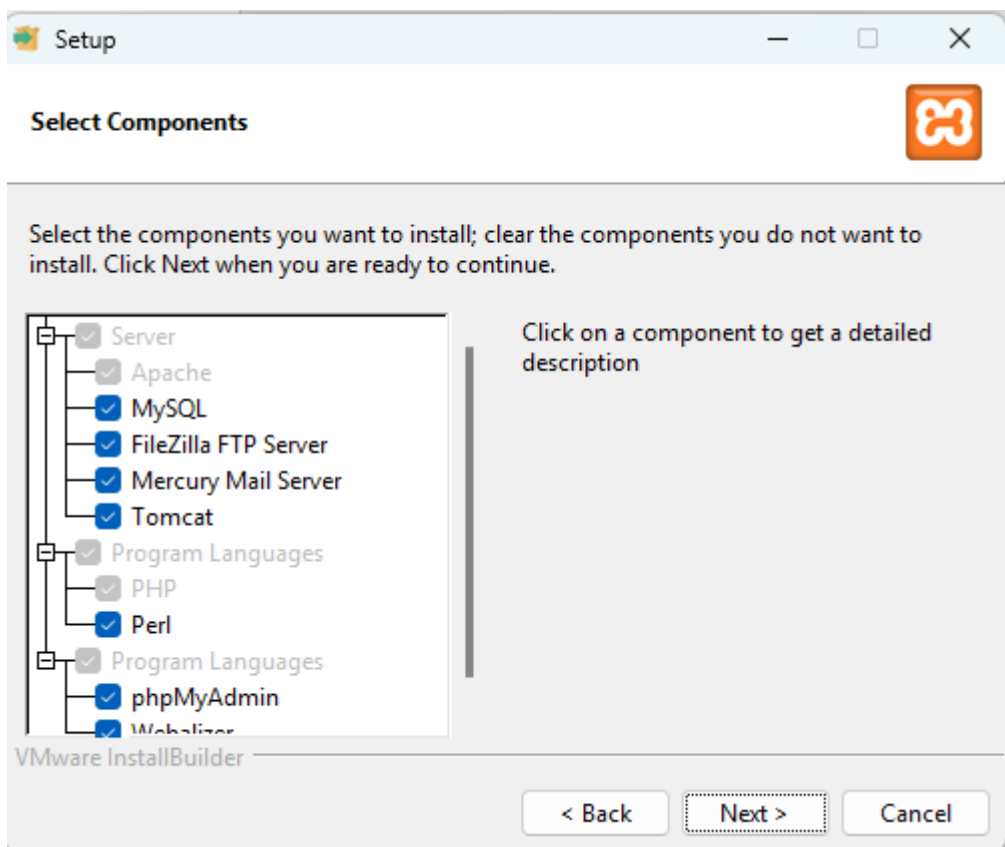 Setup
Select Components
Select the components you want to install; clear the components you do not want to
install. Click Next when you are ready to continue.
Server
Apache
MySQL
FileZilla FTP Server
Mercury Mail Server
Tomcat
Program Languages
PHP
Perl
Program Languages
phpMyAdmin
Webalizer
Click on a component to get a detailed
description
VMware InstallBuilder
< Back
Next >
Cancel